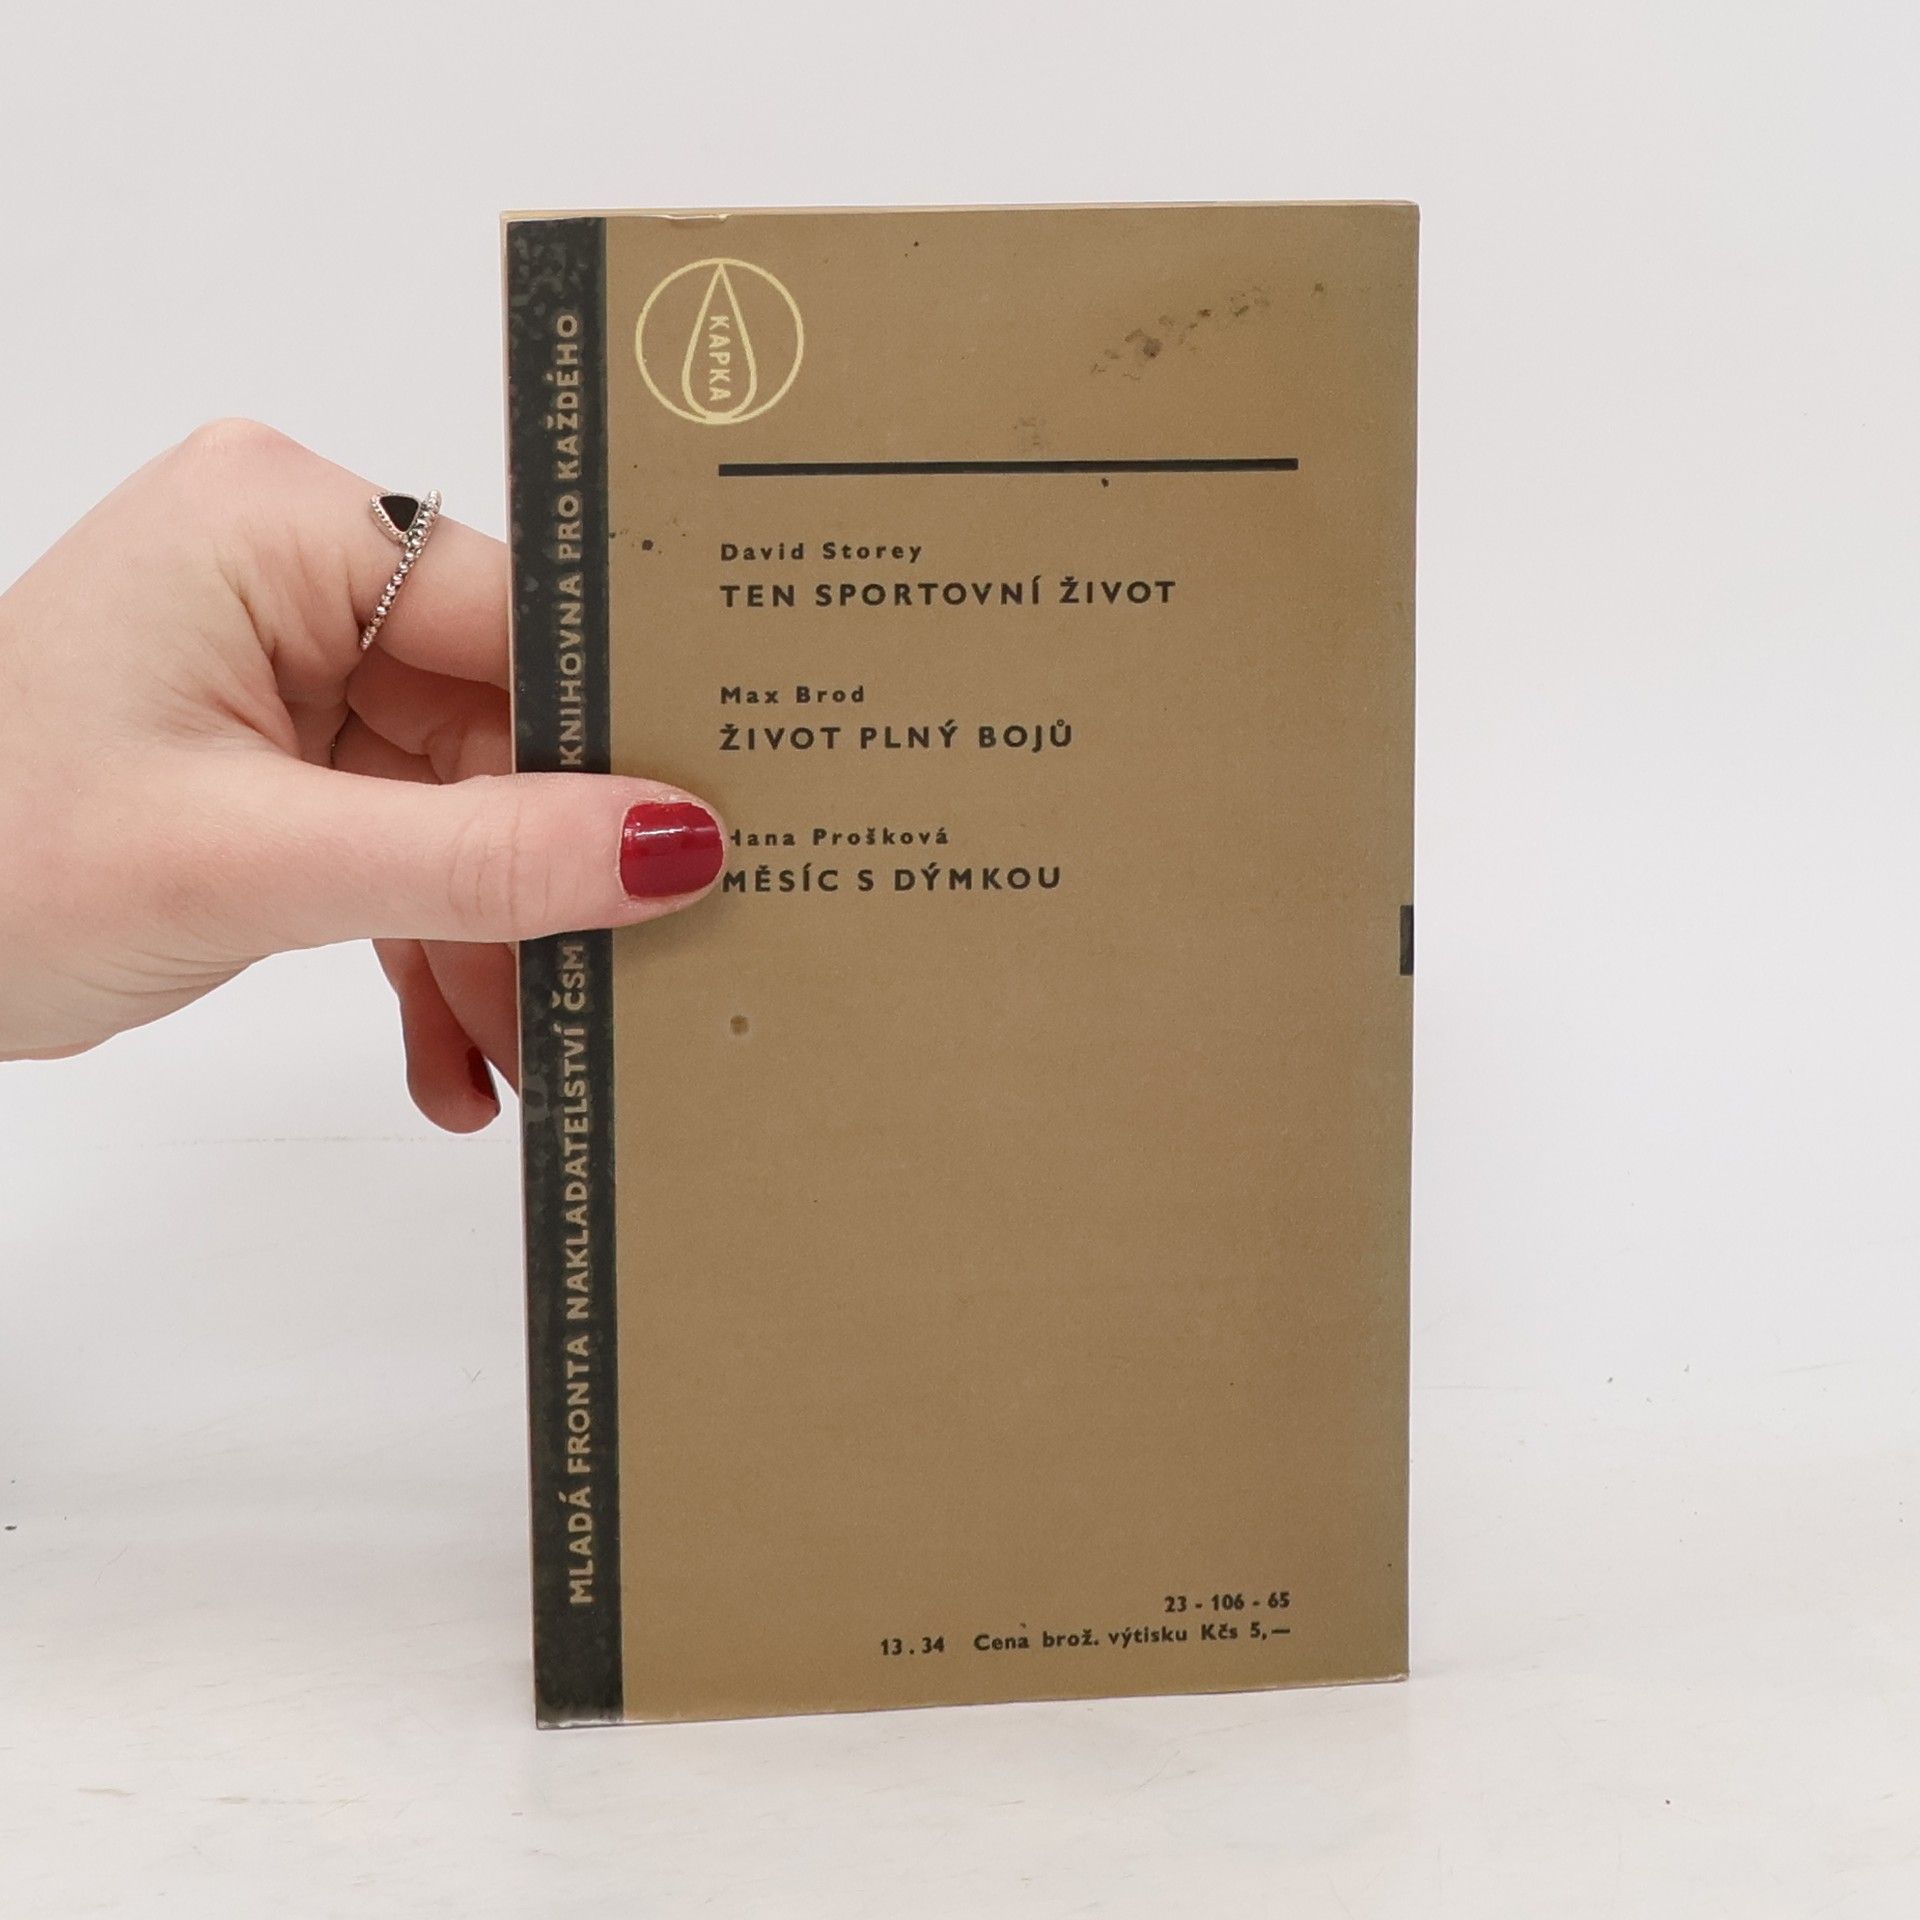 KAPKA
David Storey
TEN SPORTOVNÍ ŽIVOT
Max Brod
ŽIVOT PLNÝ BOJŮ
Hana Prošková
MĚSÍC S DÝMKOU
23 - 106 - 65
13.34 Cena brož. výtisku Kčs 5,—
MLADÁ FRONTA NAKLADATELSTVÍ ČSM KNIHOVNA PRO KAŽDÉHO